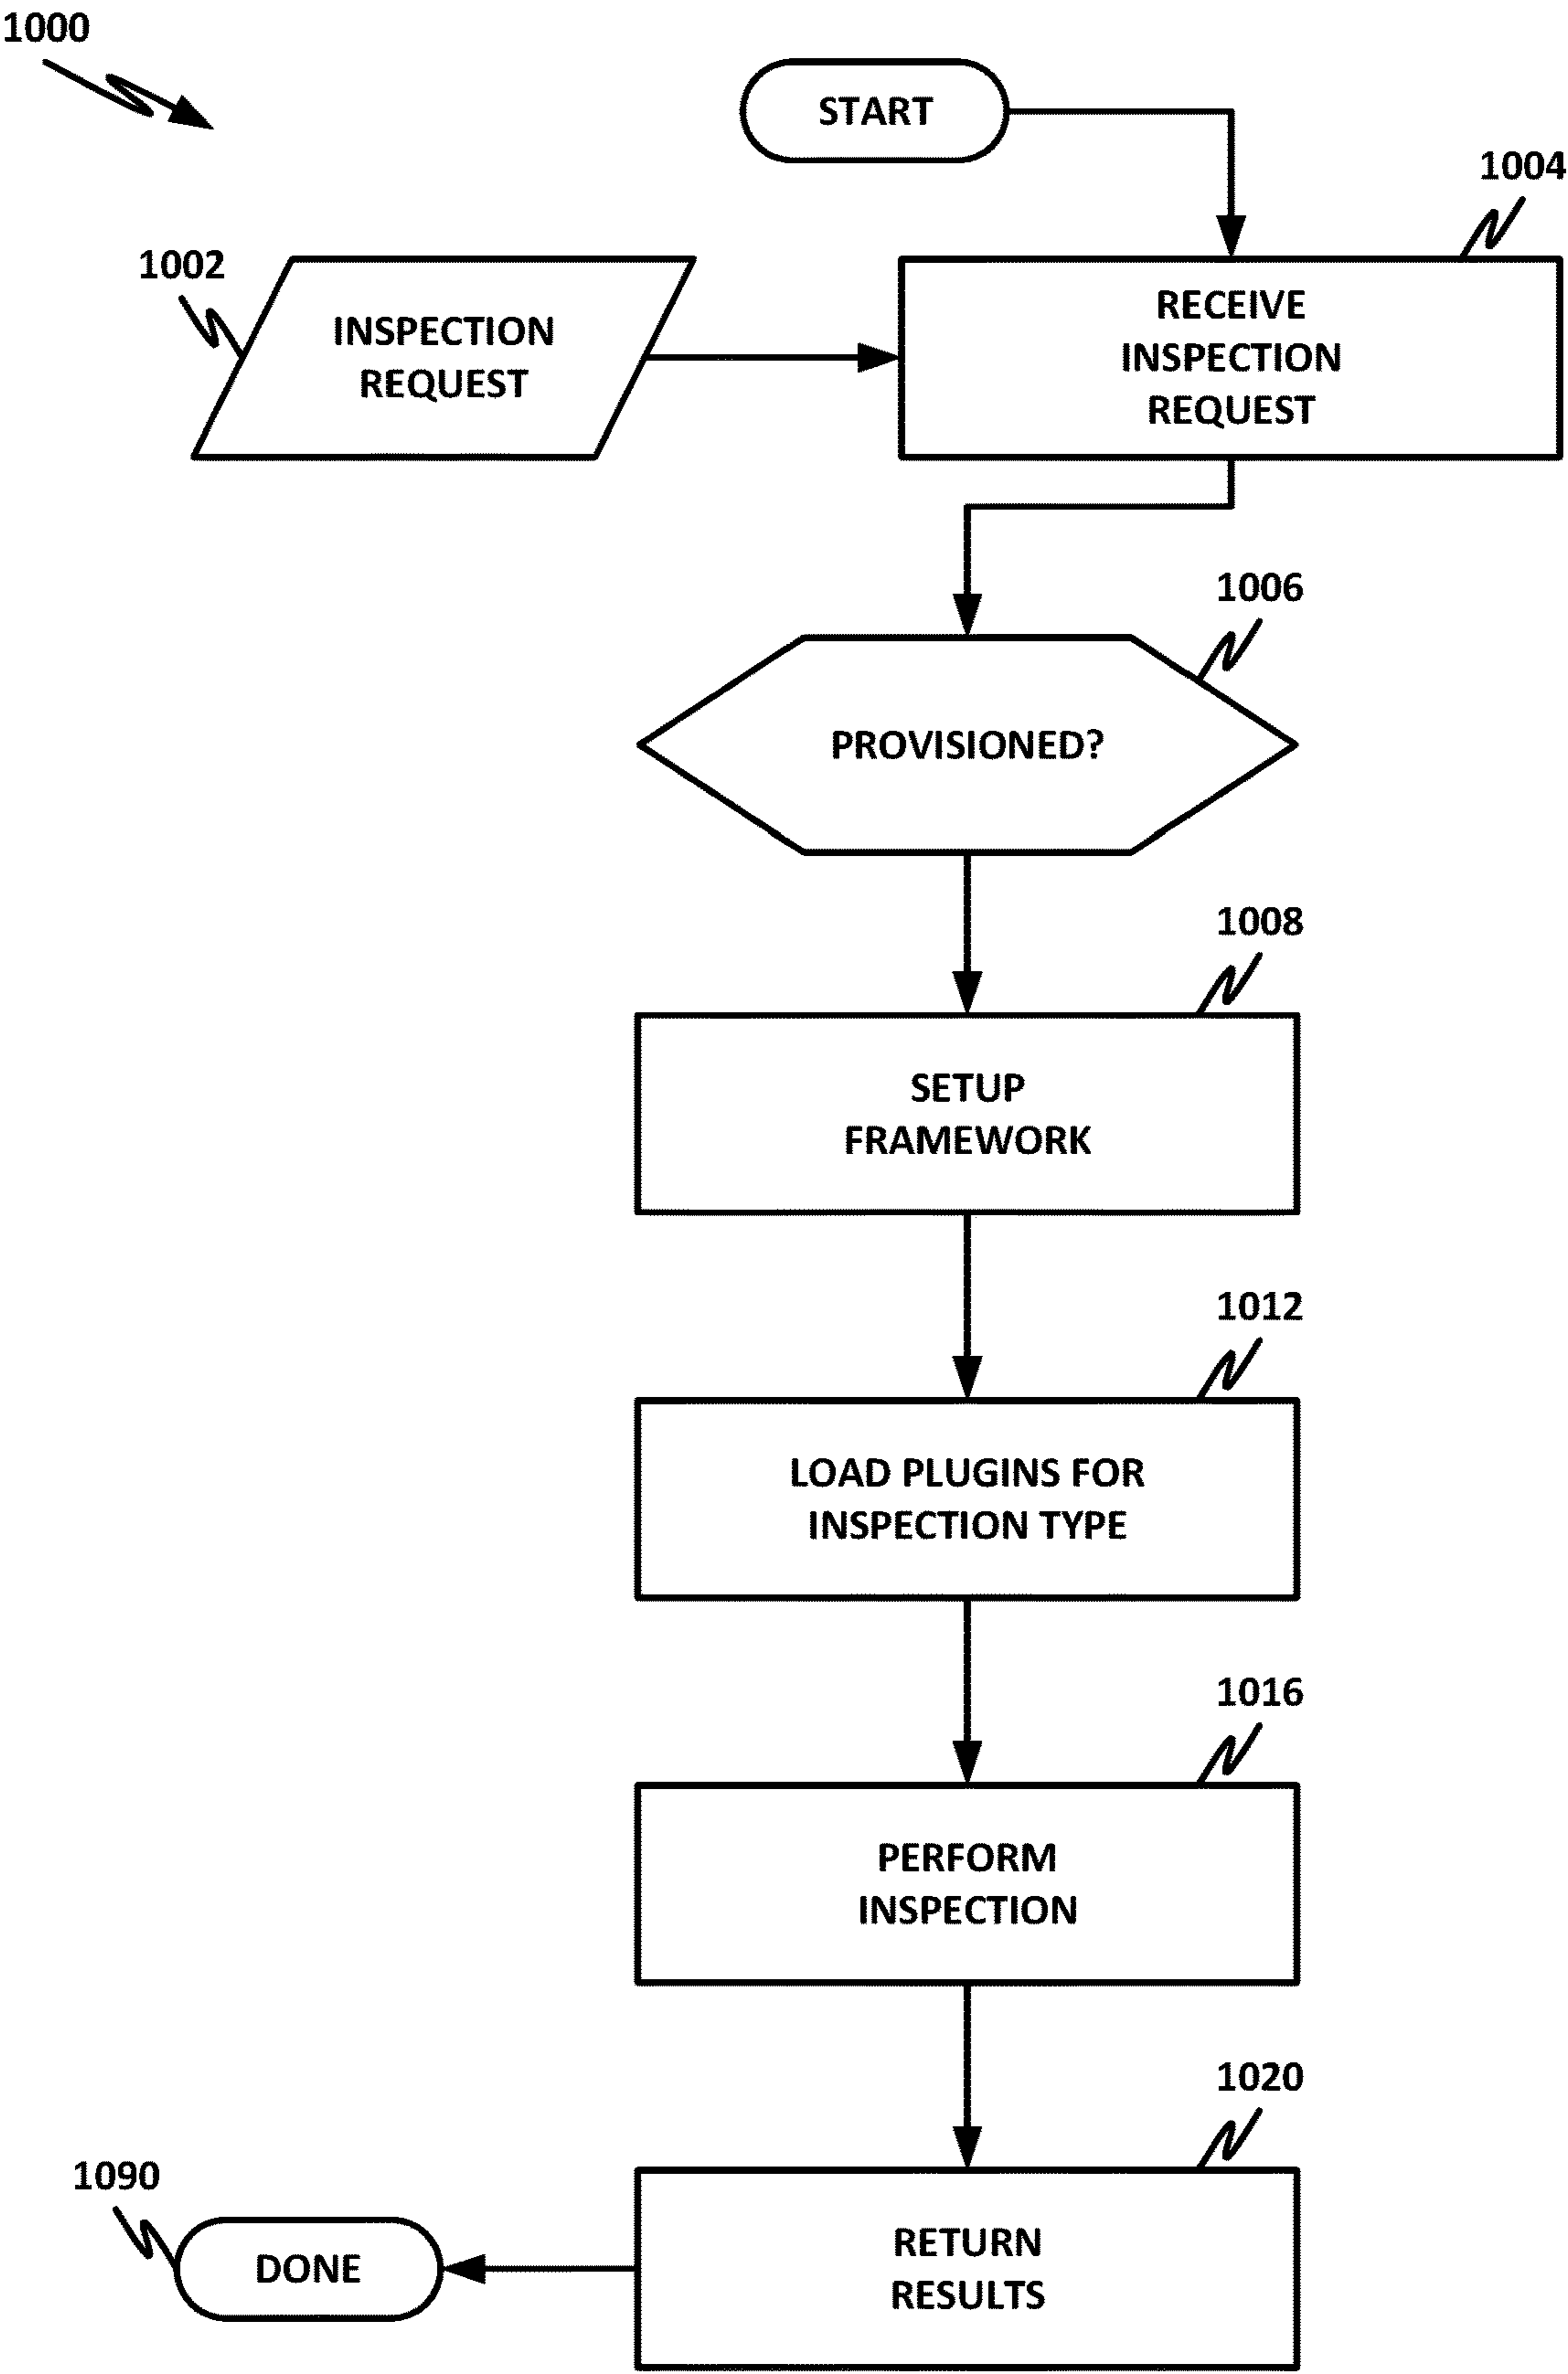 1000
START
1004
1002
INSPECTION
REQUEST
RECEIVE
INSPECTION
REQUEST
1006
PROVISIONED?
1008
SETUP
FRAMEWORK
1012
LOAD PLUGINS FOR
INSPECTION TYPE
1016
PERFORM
INSPECTION
1020
1090
DONE
RETURN
RESULTS